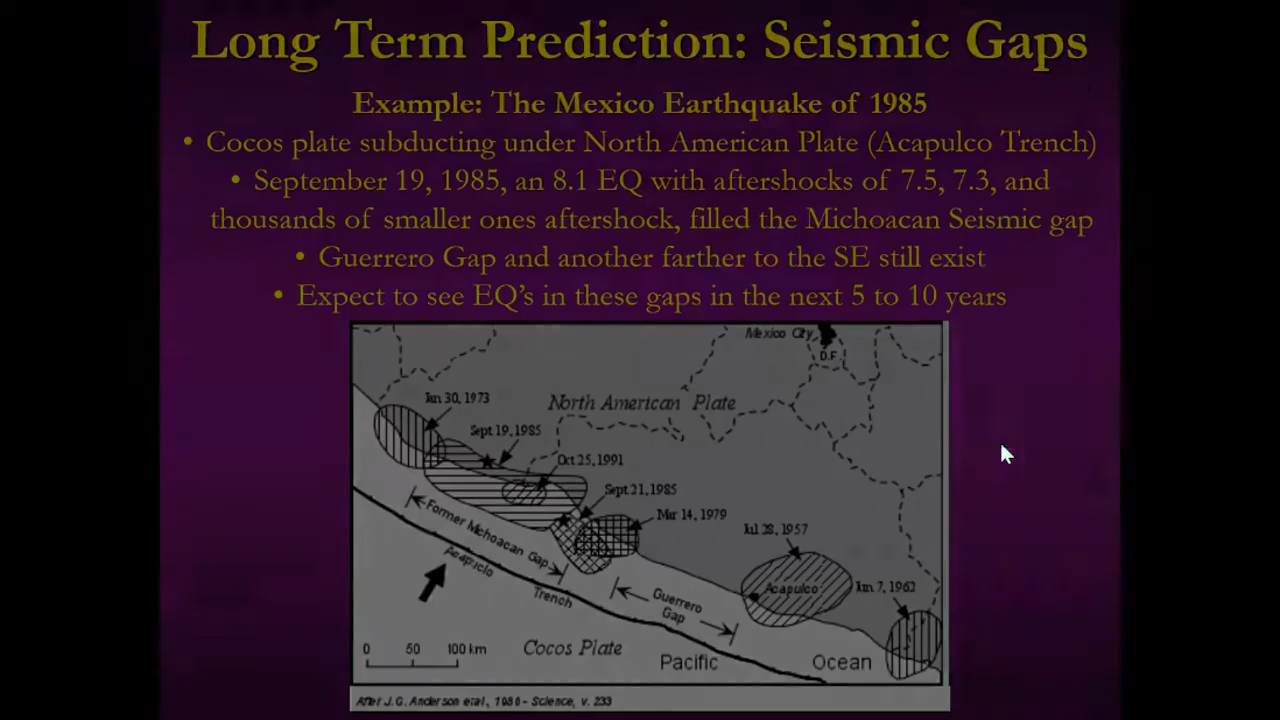 Long Term Prediction: Seismic Gaps
Example: The Mexico Earthquake of 1985
• Cocos plate subducting under North American Plate (Acapulco Trench)
• September 19, 1985, an 8.1 EQ with aftershocks of 7.5, 7.3, and
thousands of smaller ones aftershock, filled the Michoacan Seismic gap
• Guerrero Gap and another farther to the SE still exist
• Expect to see EQ's in these gaps in the next 5 to 10 years
Mexico City
D.F.
Jan 30, 1973
North American Plate
Sept 19, 1985
Oct 25, 1991
Sept 21, 1985
Mar 14, 1979
Jul 28, 1957
Former Michoacan Gap
Acapulco
Jun 7, 1962
Acapulco
Trench
Guerrero
Gap
0 50 100 km
Cocos Plate
Pacific Ocean
After J.G. Anderson et al, 1986 - Science, v. 233